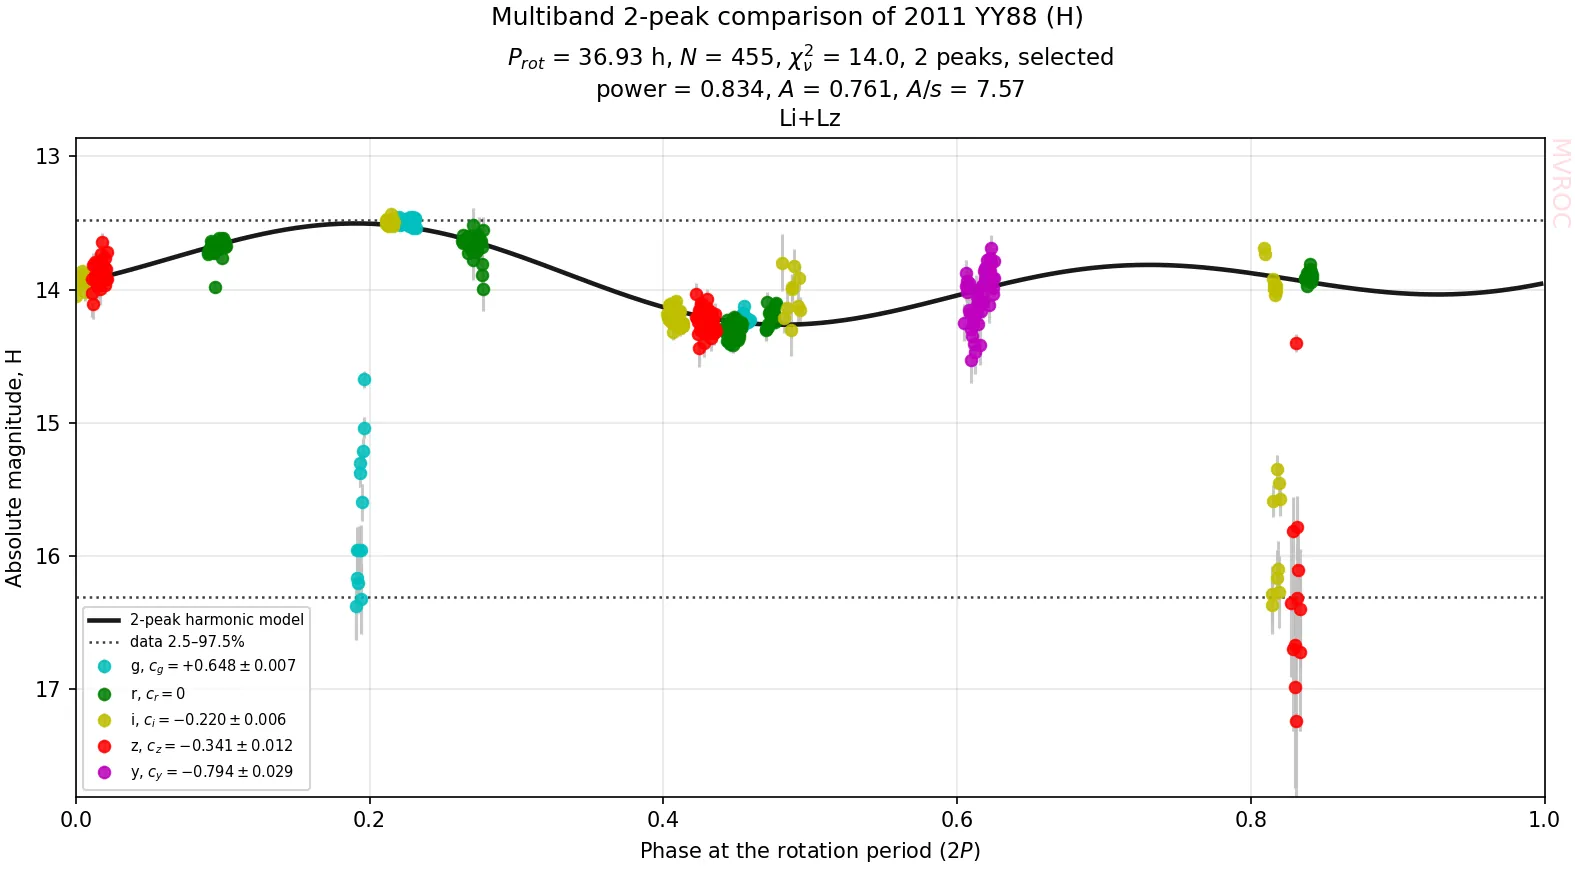 Multiband 2-peak comparison of 2011 YY88 (H)
P_rot = 36.93 h, N = 455, χ²_ν = 14.0, 2 peaks, selected
power = 0.834, A = 0.761, A/s = 7.57
Li+Lz
MVROC
Absolute magnitude, H
13
14
15
16
17
2-peak harmonic model
data 2.5–97.5%
g, c_g = +0.648 ± 0.007
r, c_r = 0
i, c_i = −0.220 ± 0.006
z, c_z = −0.341 ± 0.012
y, c_y = −0.794 ± 0.029
0.0 0.2 0.4 0.6 0.8 1.0
Phase at the rotation period (2P)